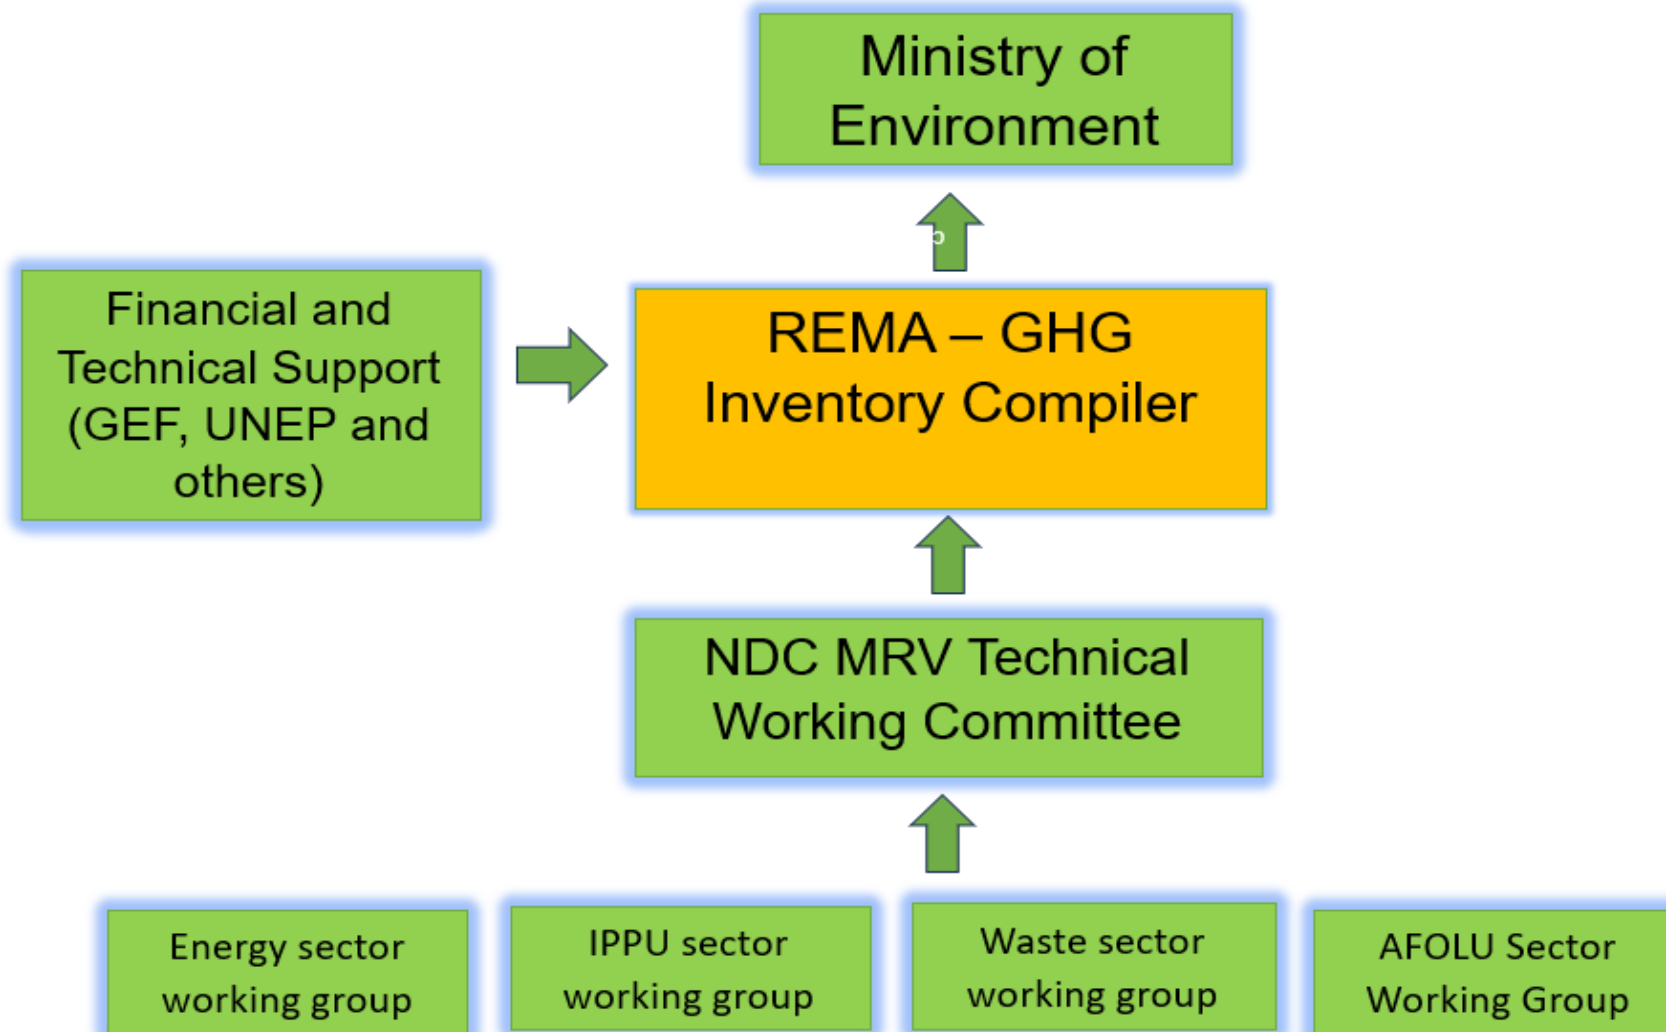 Ministry of
Environment
Financial and
Technical Support
(GEF, UNEP and
others)
REMA – GHG
Inventory Compiler
NDC MRV Technical
Working Committee
Energy sector
working group
IPPU sector
working group
Waste sector
working group
AFOLU Sector
Working Group